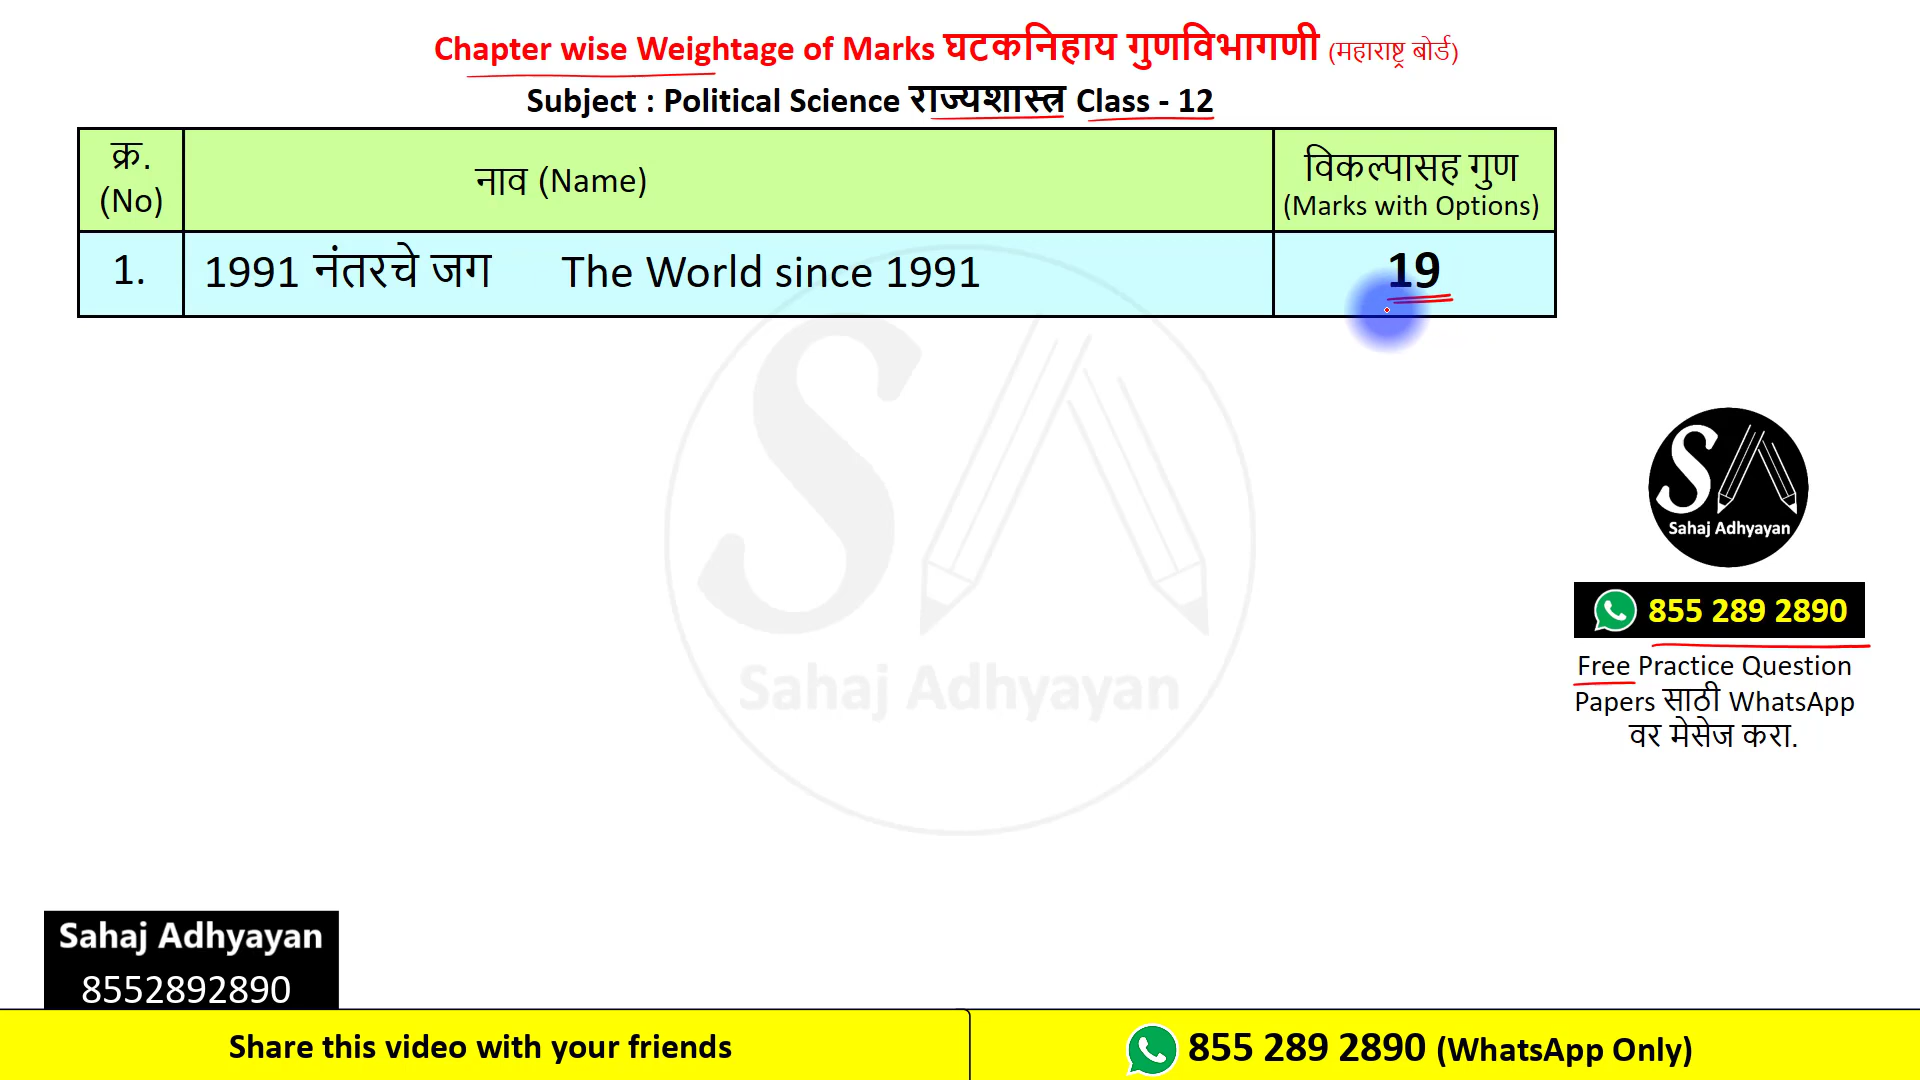 Chapter wise Weightage of Marks घटकनिहाय गुणविभागणी (महाराष्ट्र बोर्ड)
Subject : Political Science राज्यशास्त्र Class - 12
क्र.
(No)
नाव (Name)
विकल्पासह गुण
(Marks with Options)
1.
1991 नंतरचे जग The World since 1991
19
Sahaj Adhyayan
Sahaj Adhyayan
855 289 2890
Free Practice Question
Papers साठी WhatsApp
वर मेसेज करा.
Sahaj Adhyayan
8552892890
Share this video with your friends
855 289 2890 (WhatsApp Only)